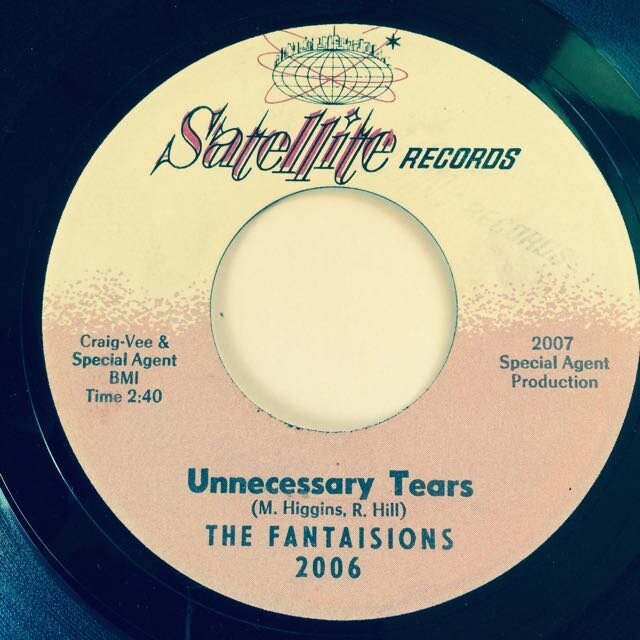 Satellite RECORDS
Craig-Vee &
Special Agent
BMI
Time 2:40
2007
Special Agent
Production
Unnecessary Tears
(M. Higgins, R. Hill)
THE FANTAISIONS
2006